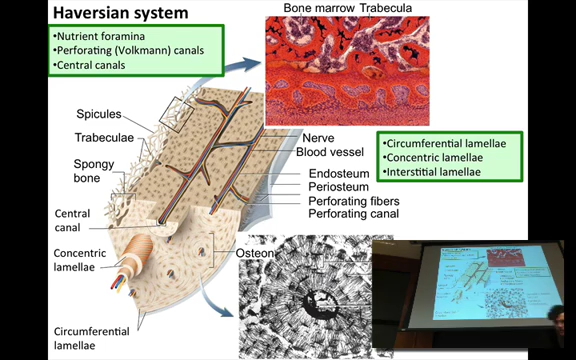 Haversian system
•Nutrient foramina
•Perforating (Volkmann) canals
•Central canals
Bone marrow Trabecula
Spicules
Trabeculae
Spongy
bone
Central
canal
Concentric
lamellae
Circumferential
lamellae
Nerve
Blood vessel
Endosteum
Periosteum
Perforating fibers
Perforating canal
Osteon
•Circumferential lamellae
•Concentric lamellae
•Interstitial lamellae